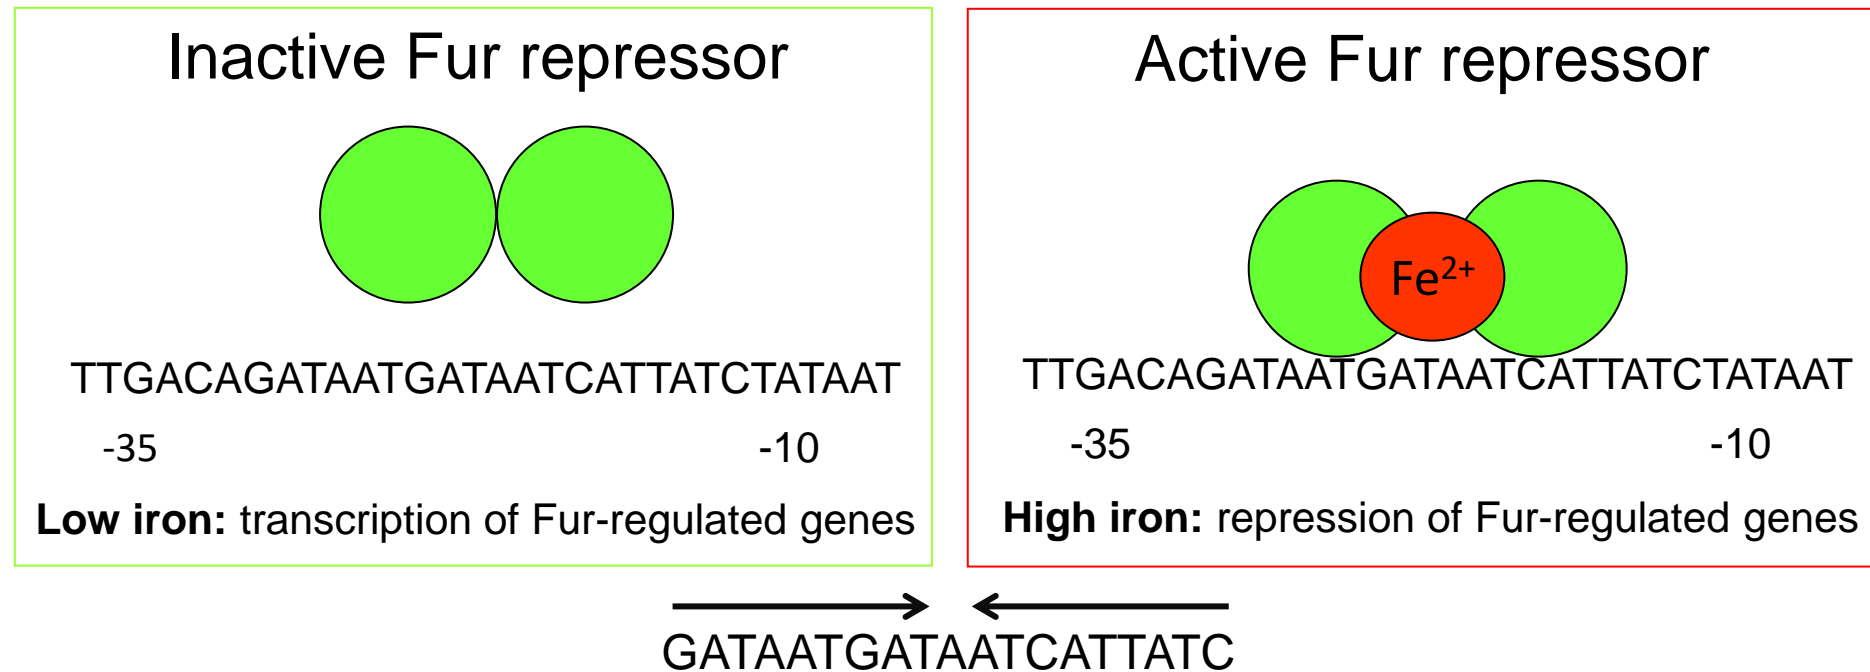 Inactive Fur repressor
TTGACAGATAATGATAATCATTATCTATAAT
-35 -10
Low iron: transcription of Fur-regulated genes
Active Fur repressor
Fe²⁺
TTGACAGATAATGATAATCATTATCTATAAT
-35 -10
High iron: repression of Fur-regulated genes
GATAATGATAATCATTATC